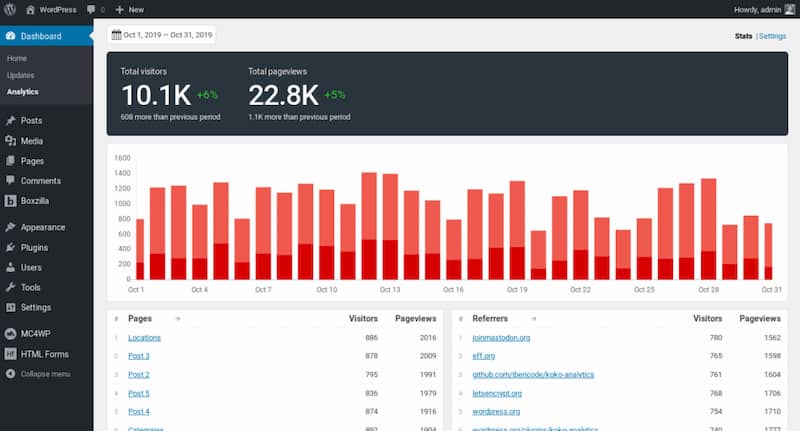 WordPress 0 New Howdy, admin
Dashboard
Home
Updates
Analytics
Posts
Media
Pages
Comments
Boxzilla
Appearance
Plugins
Users
Tools
Settings
MC4WP
HTML Forms
Collapse menu
Oct 1, 2019 — Oct 31, 2019
Stats | Settings
Total visitors
10.1K +6%
608 more than previous period
Total pageviews
22.8K +5%
1.1K more than previous period
1600
1400
1200
1000
800
600
400
200
0
Oct 1 Oct 4 Oct 7 Oct 10 Oct 13 Oct 16 Oct 19 Oct 22 Oct 25 Oct 28 Oct 31
# Pages → Visitors Pageviews
1 Locations 886 2016
2 Post 3 878 2009
3 Post 2 795 1991
4 Post 5 836 1979
5 Post 4 874 1916
6 Categories 892 1904
# Referrers → Visitors Pageviews
1 joinmastodon.org 780 1562
2 eff.org 765 1598
3 github.com/ibericode/koko-analytics 761 1604
4 letsencrypt.org 768 1706
5 wordpress.org 754 1710
6 wordpress.org/plugins/koko-analytics 740 1777